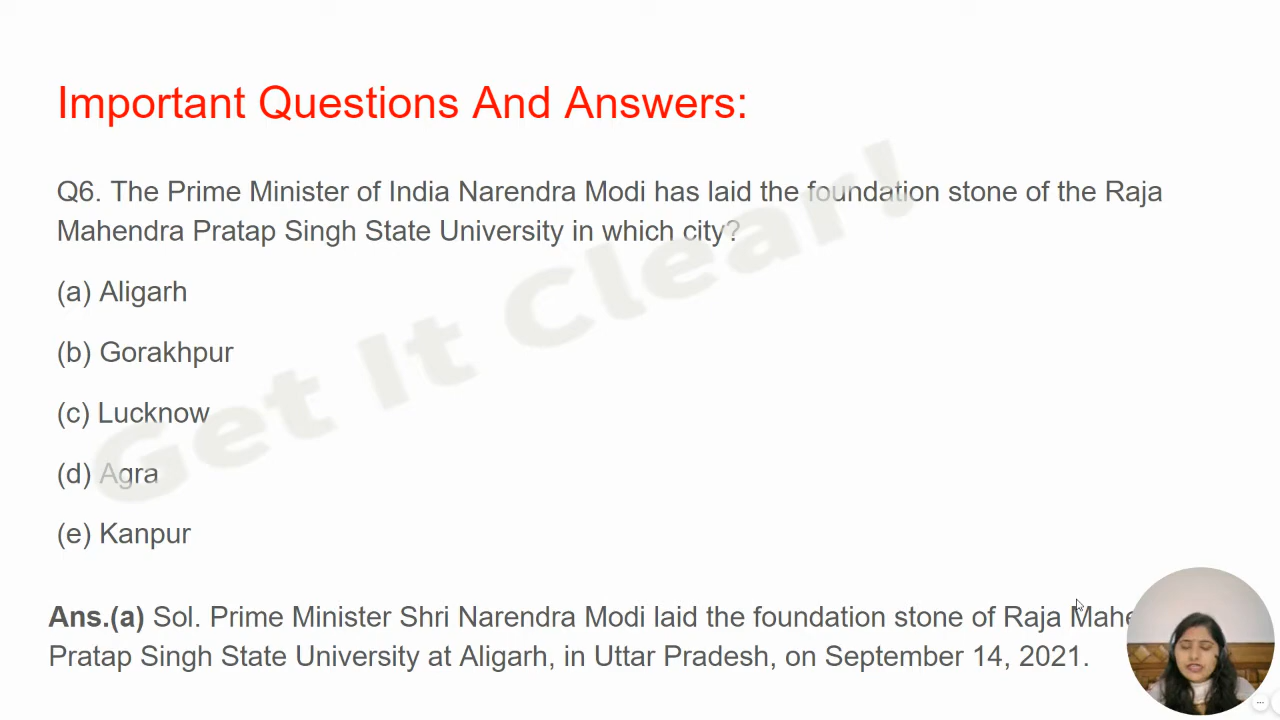 Important Questions And Answers:
Q6. The Prime Minister of India Narendra Modi has laid the foundation stone of the Raja
Mahendra Pratap Singh State University in which city?
(a) Aligarh
(b) Gorakhpur
(c) Lucknow
(d) Agra
(e) Kanpur
Get It Clear!
Ans.(a) Sol. Prime Minister Shri Narendra Modi laid the foundation stone of Raja Mahe
Pratap Singh State University at Aligarh, in Uttar Pradesh, on September 14, 2021.